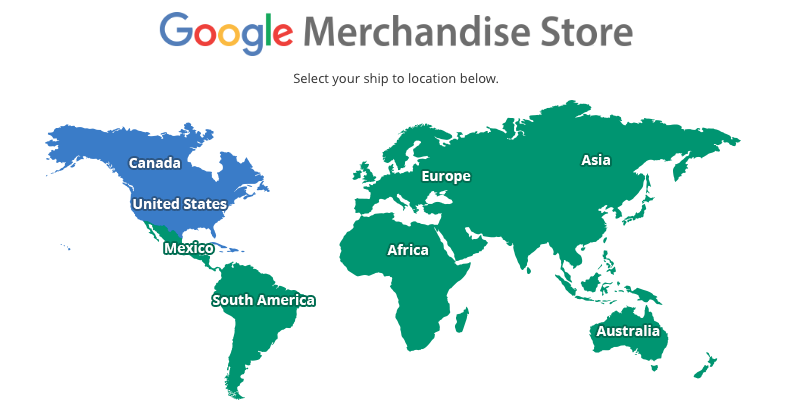 Google Merchandise Store
Select your ship to location below.
Canada
United States
Mexico
South America
Europe
Africa
Asia
Australia